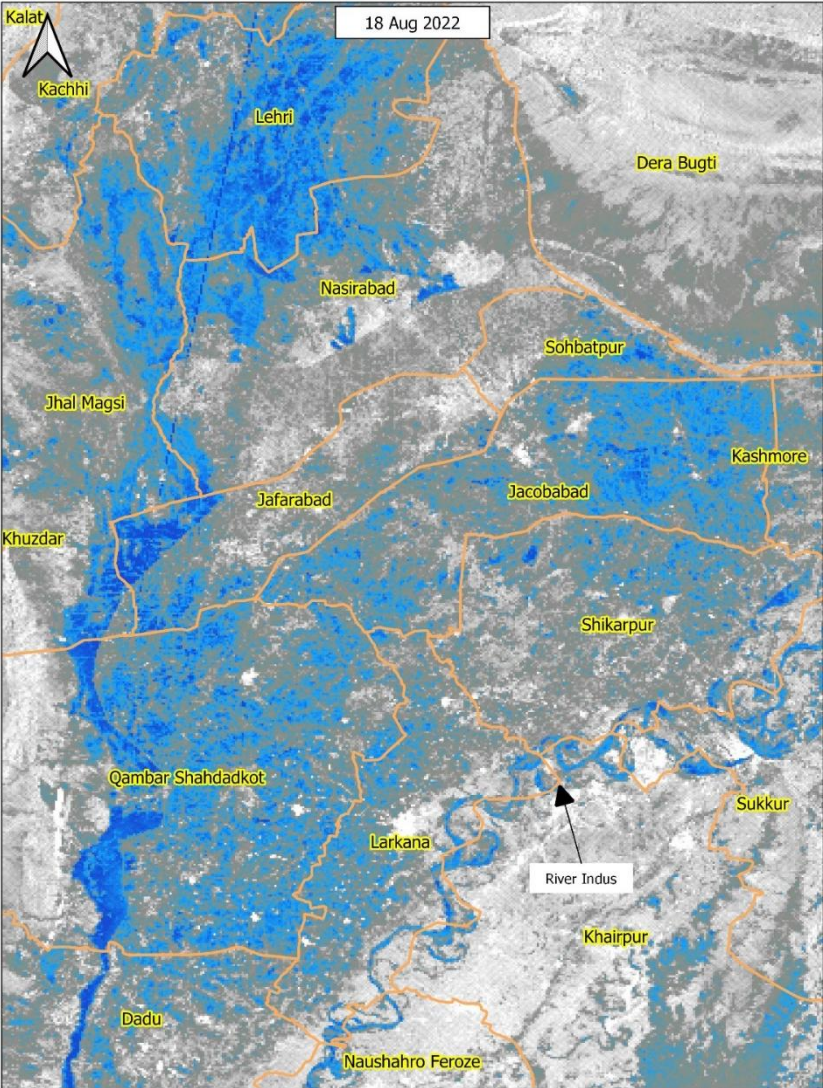 18 Aug 2022
Kalat
Kachhi
Lehri
Dera Bugti
Nasirabad
Sohbatpur
Jhal Magsi
Kashmore
Jafarabad
Jacobabad
Khuzdar
Shikarpur
Qambar Shahdadkot
Sukkur
Larkana
River Indus
Khairpur
Dadu
Naushahro Feroze